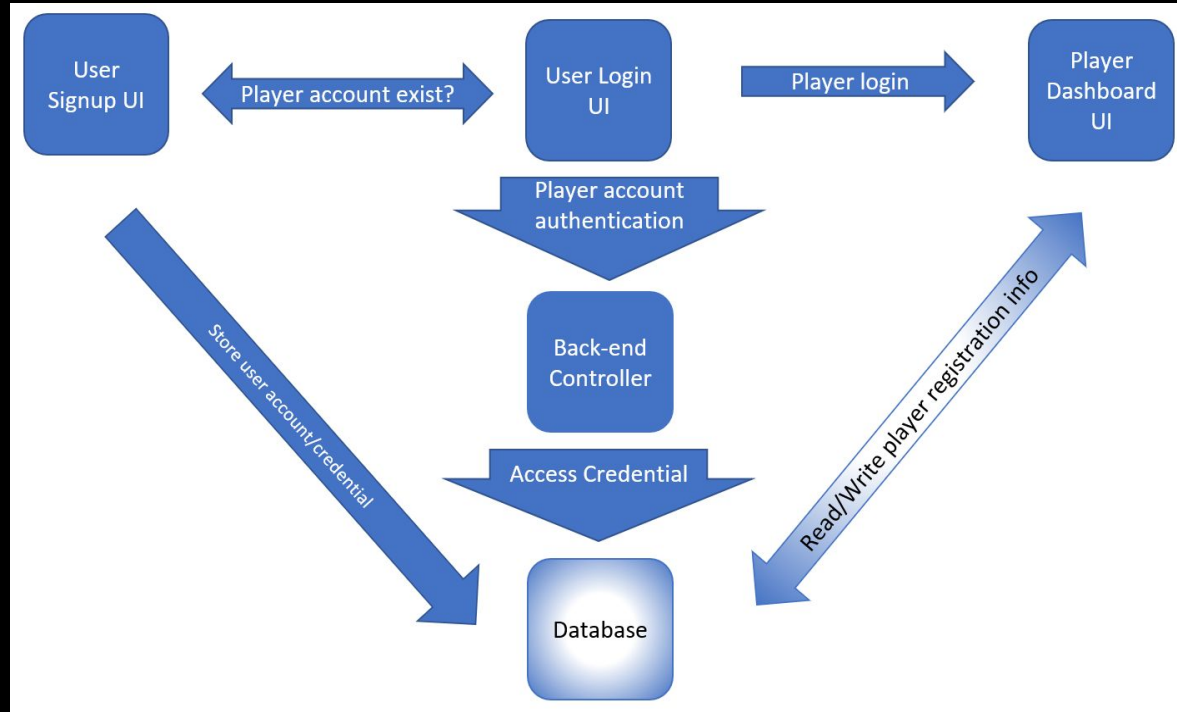 User
Signup UI
Player account exist?
User Login
UI
Player login
Player
Dashboard
UI
Player account
authentication
Back-end
Controller
Store user account/credential
Read/Write player registration info
Access Credential
Database